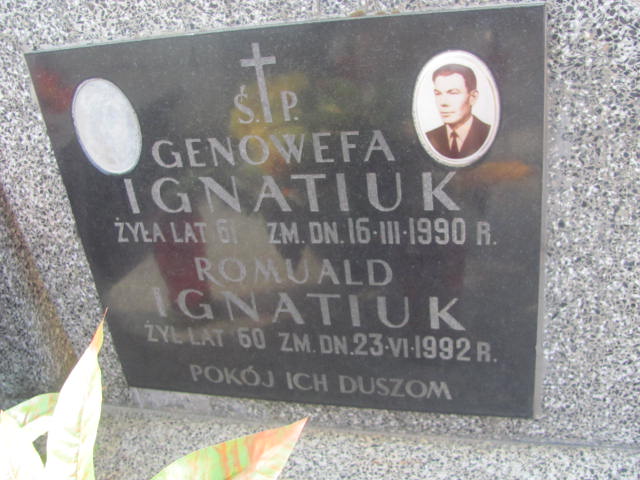 Ś.P.
GENOWEFA
IGNATIUK
ŻYŁA LAT 61 ZM. DN. 16·III·1990 R.
ROMUALD
IGNATIUK
ŻYŁ LAT 60 ZM. DN. 23·VI·1992 R.
POKÓJ ICH DUSZOM